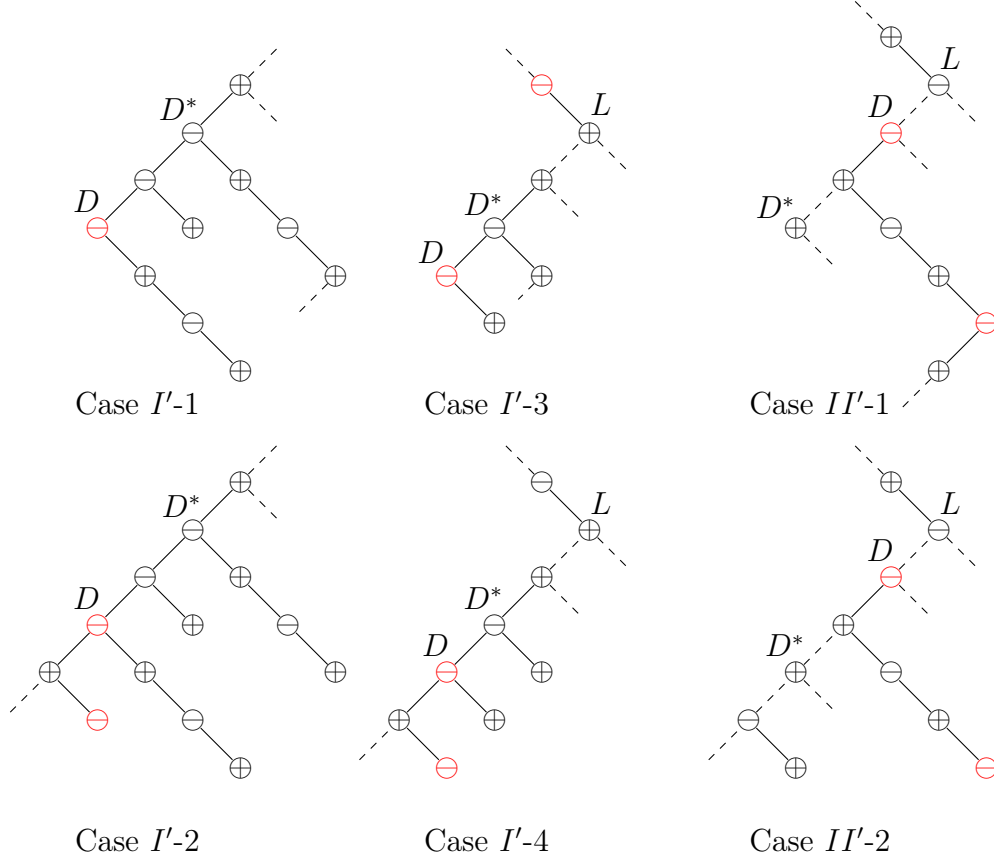 D*
L
L
D
D
D*
D*
D
Case I′-1
Case I′-3
Case II′-1
D*
L
L
D
D
D*
D
D*
D
Case I′-2
Case I′-4
Case II′-2